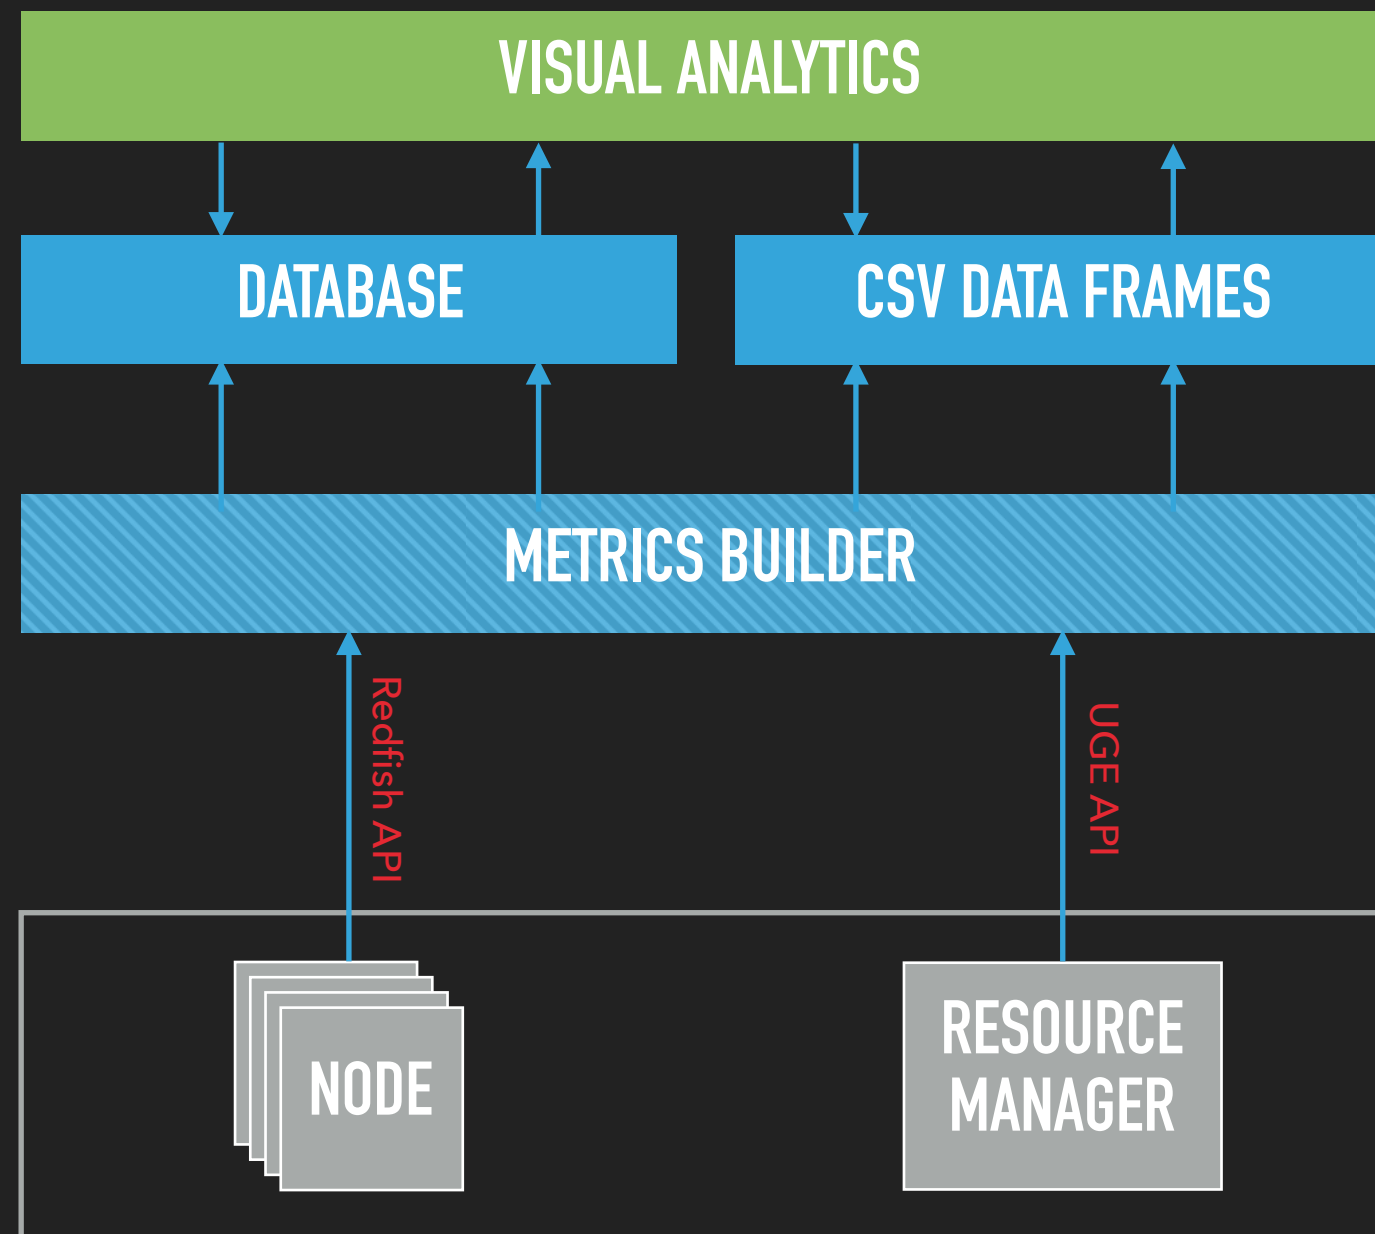 VISUAL ANALYTICS
DATABASE
CSV DATA FRAMES
METRICS BUILDER
Redfish API
UGE API
NODE
RESOURCE
MANAGER